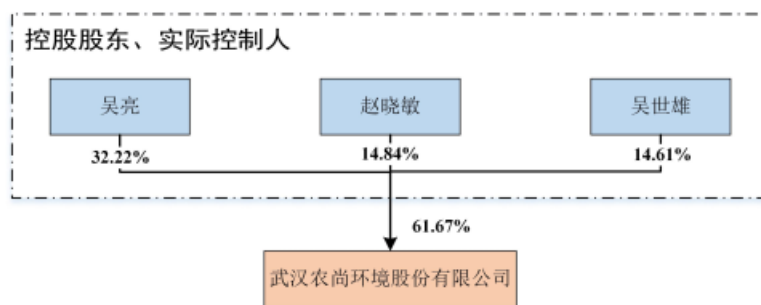 控股股东、实际控制人
吴亮
赵晓敏
吴世雄
32.22%
14.84%
14.61%
61.67%
武汉农尚环境股份有限公司